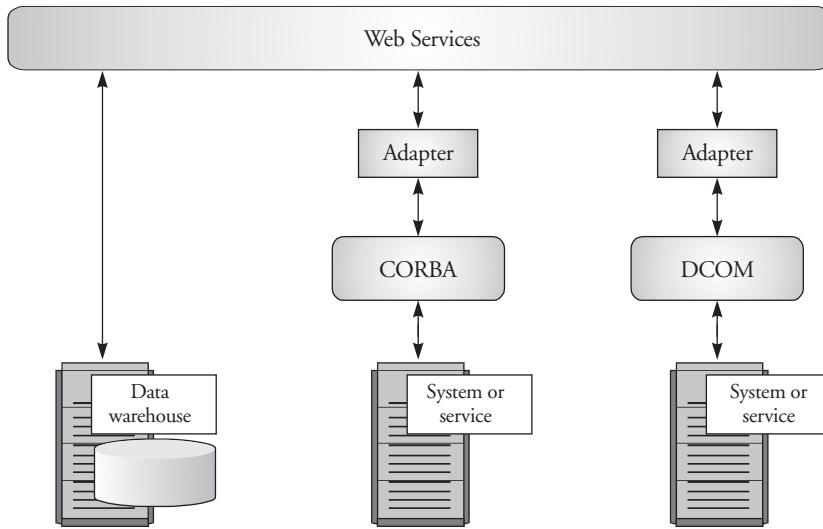 Web Services
Adapter
Adapter
CORBA
DCOM
Data
warehouse
System or
service
System or
service